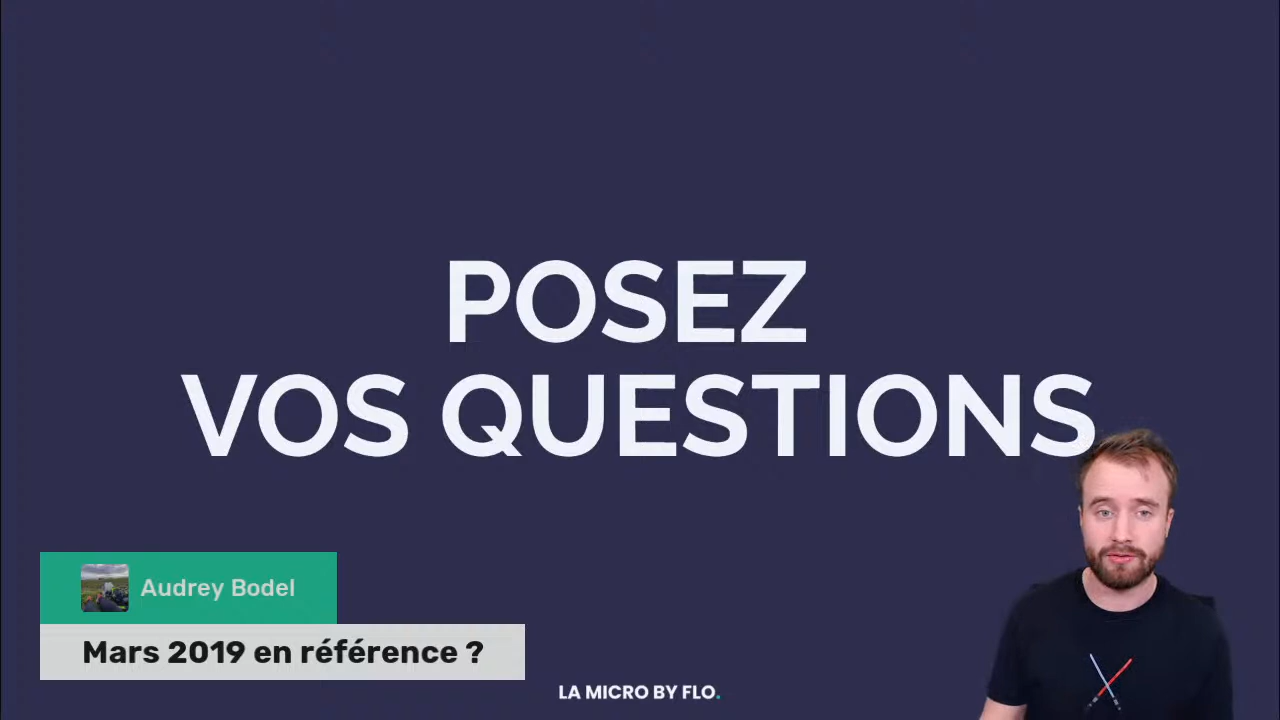 POSEZ
VOS QUESTIONS
Audrey Bodel
Mars 2019 en référence ?
LA MICRO BY FLO.